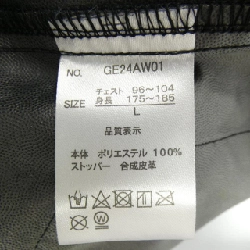 NO. GE24AW01
チェスト 96~104
SIZE 身長 175~185
L
品質表示
本体 ポリエステル 100%
ストッパー 合成皮革